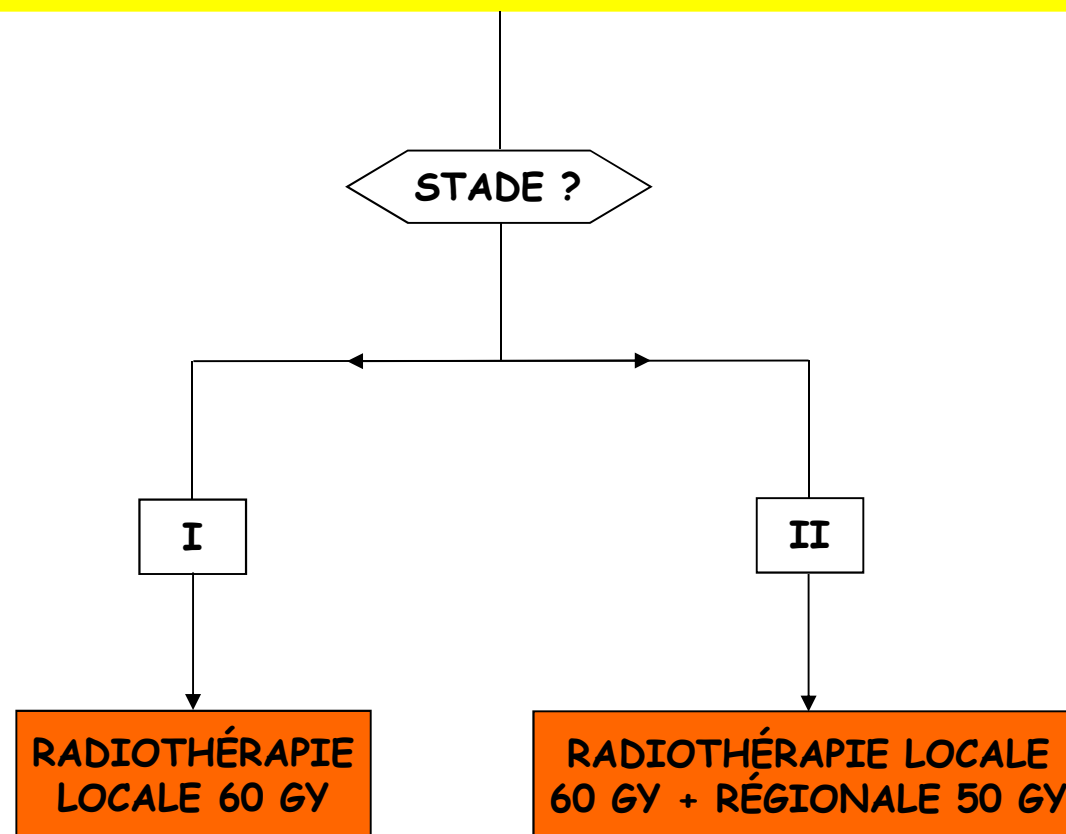 STADE ?
I
II
RADIOTHÉRAPIE
LOCALE 60 GY
RADIOTHÉRAPIE LOCALE
60 GY + RÉGIONALE 50 GY